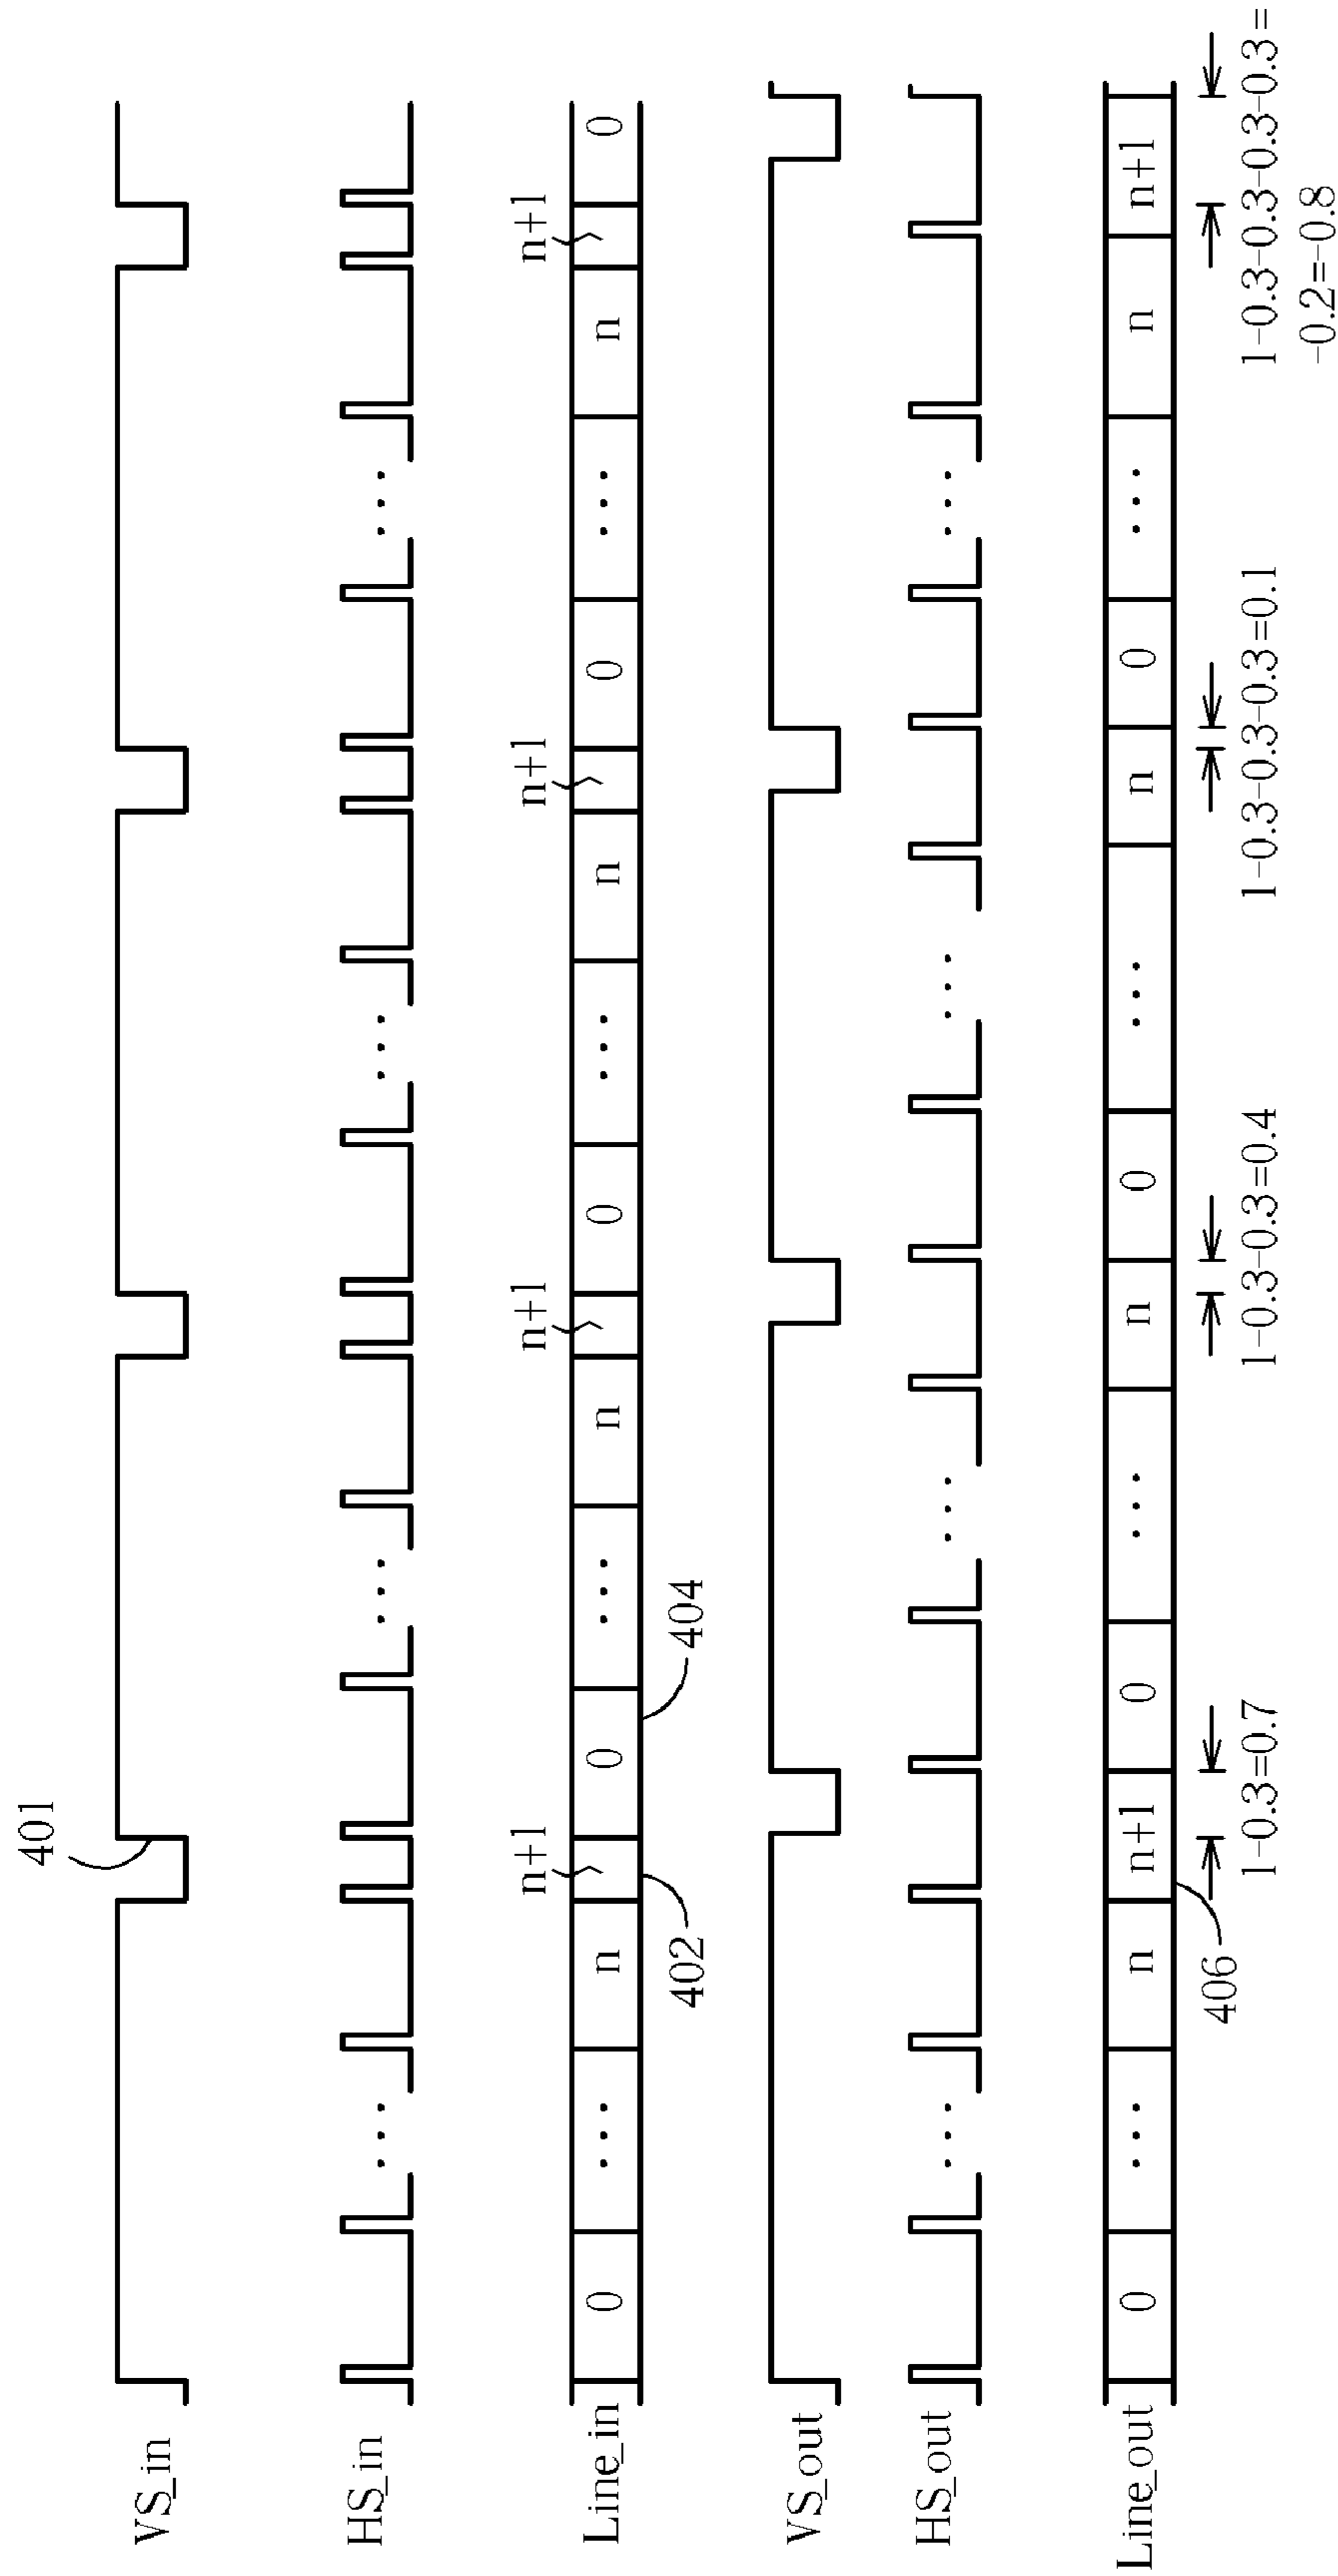 401
VS_in
HS_in ... ... ... ...
n+1 n+1 n+1 n+1
Line_in 0 ... n 0 ... n 0 ... n 0 ... n 0
402 404
VS_out
HS_out ... ... ... ...
Line_out 0 ... n n+1 0 ... n 0 ... n 0 ... n n+1
406
1-0.3=0.7 1-0.3-0.3=0.4 1-0.3-0.3-0.3=0.1 1-0.3-0.3-0.3-0.3=
-0.2=-0.8